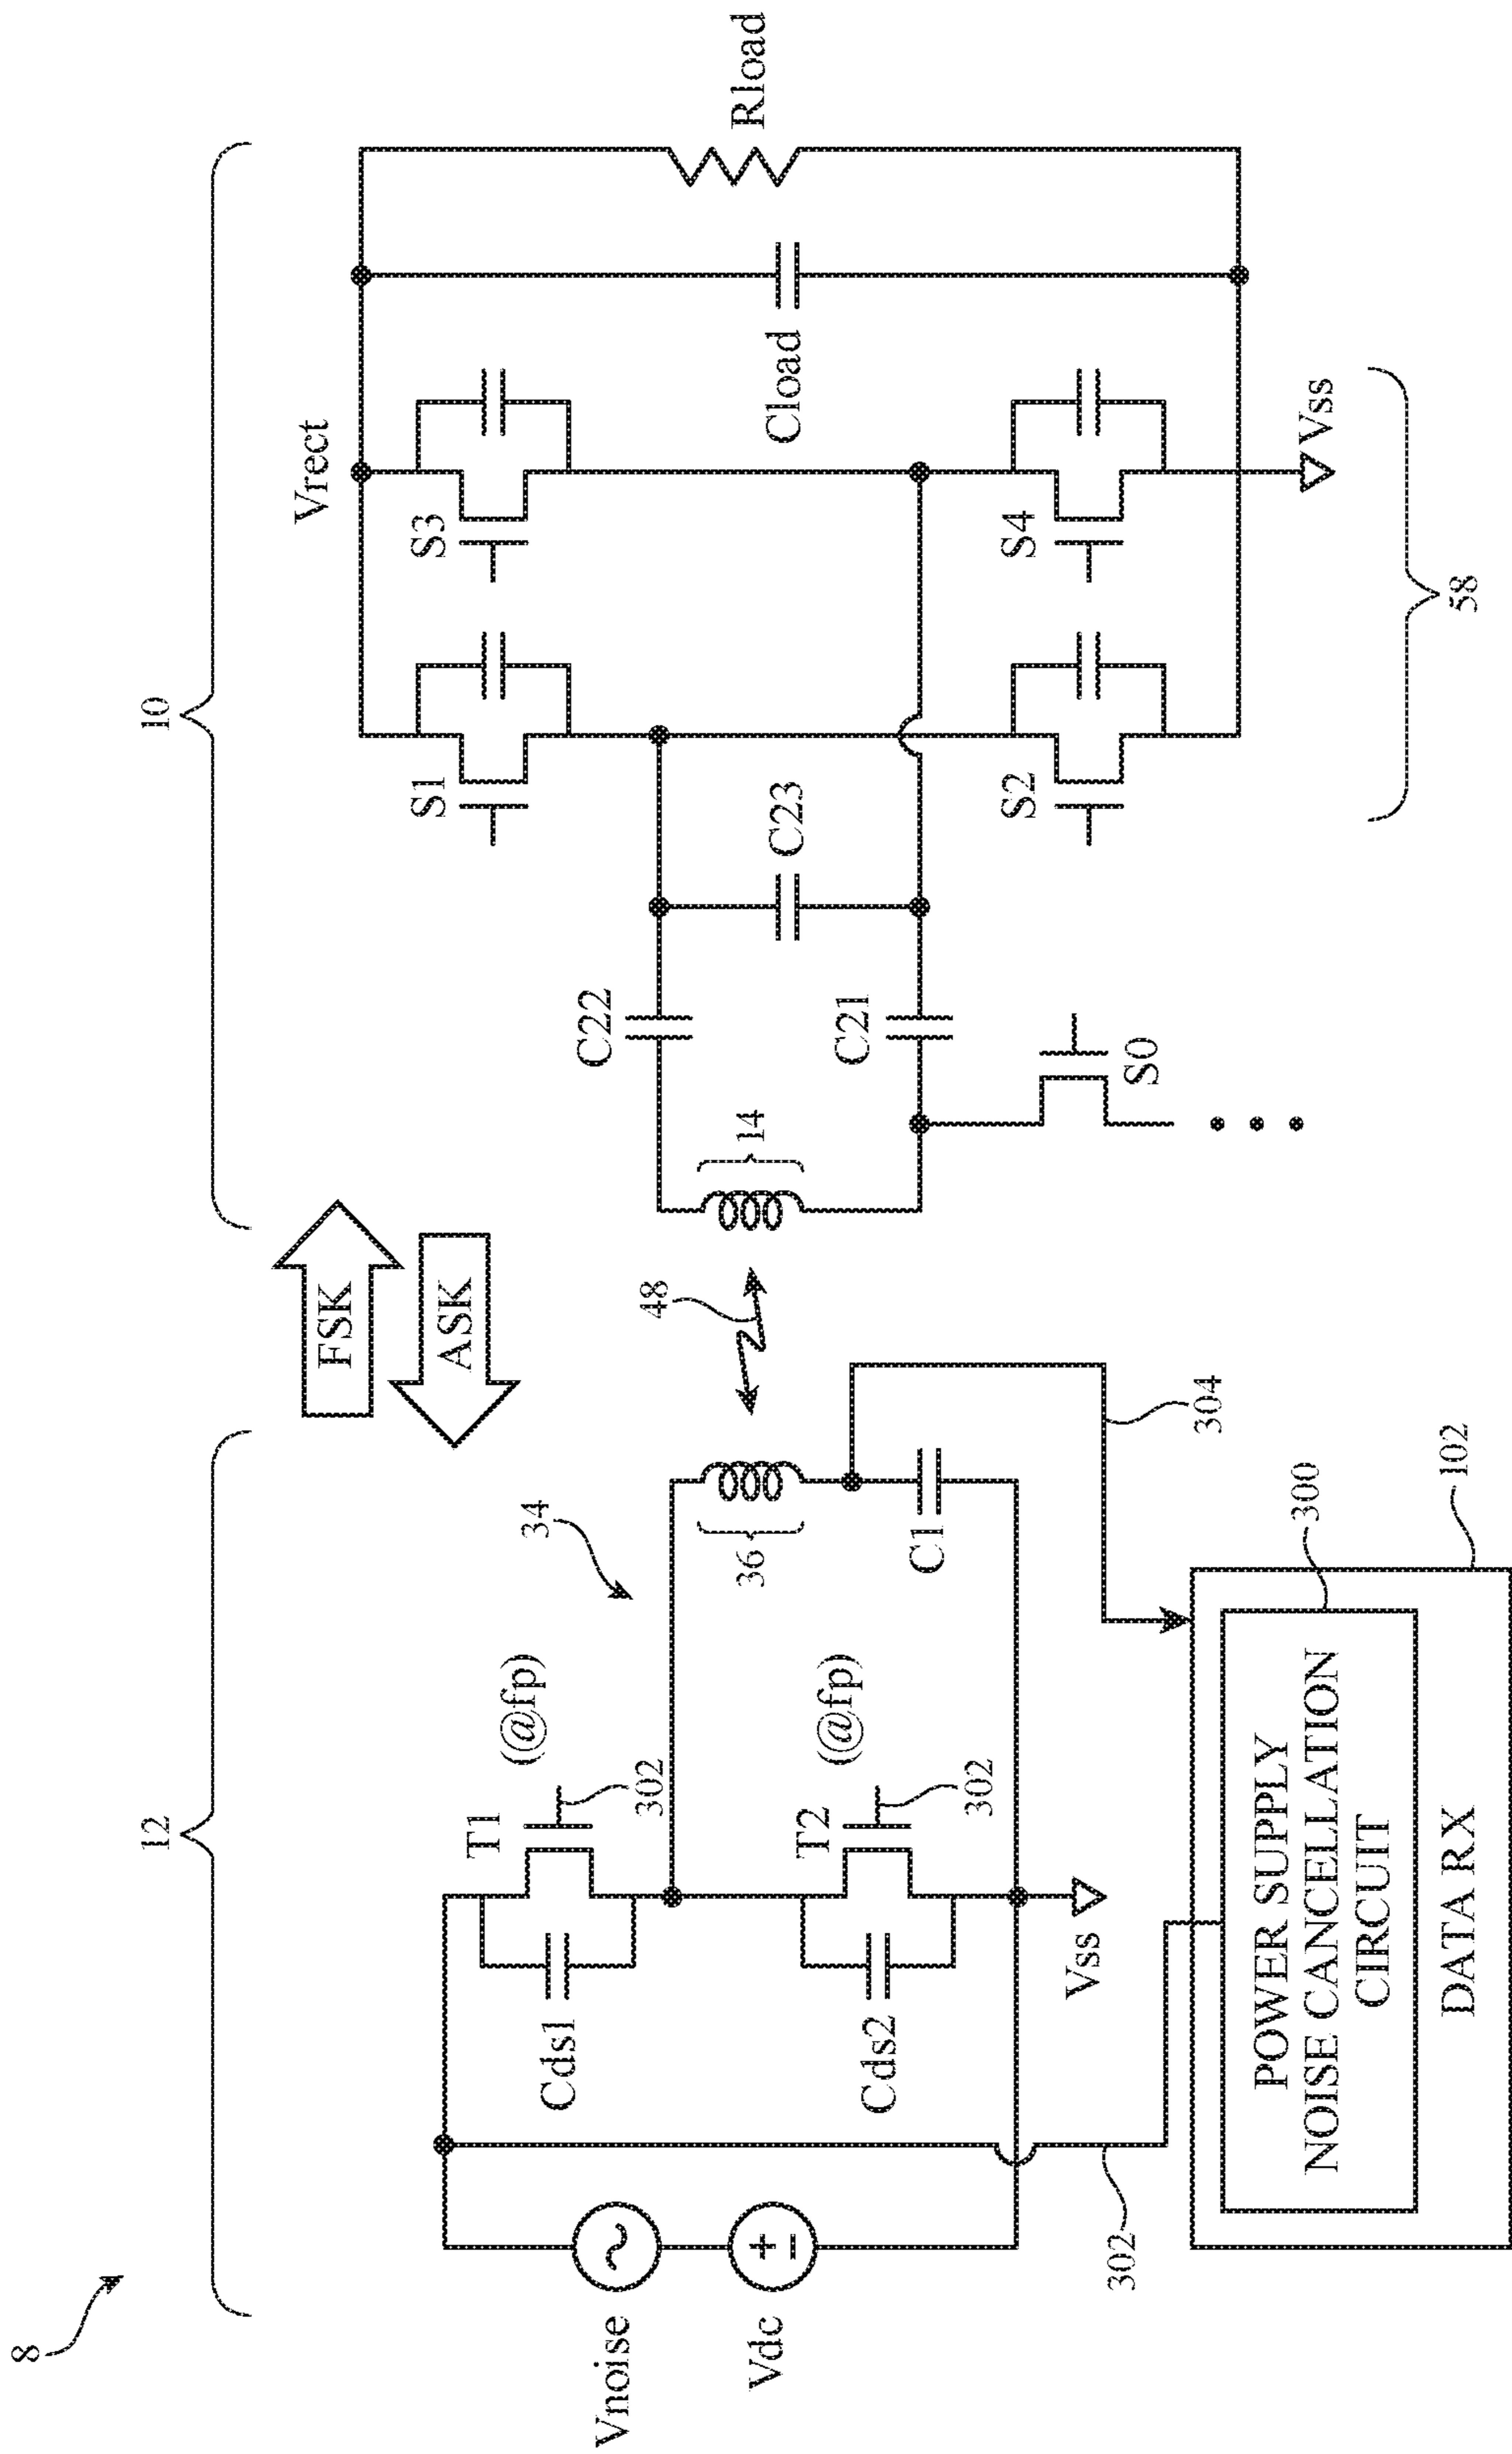 8
12
10
FSK
ASK
Vnoise
Vdc
Cds1
T1
(@fp)
302
Cds2
T2
(@fp)
302
Vss
34
36
C1
48
304
302
POWER SUPPLY
NOISE CANCELLATION
CIRCUIT
DATA RX
300
102
14
C22
C21
C23
S0
S1
S2
S3
S4
Vrect
Cload
Rload
Vss
58